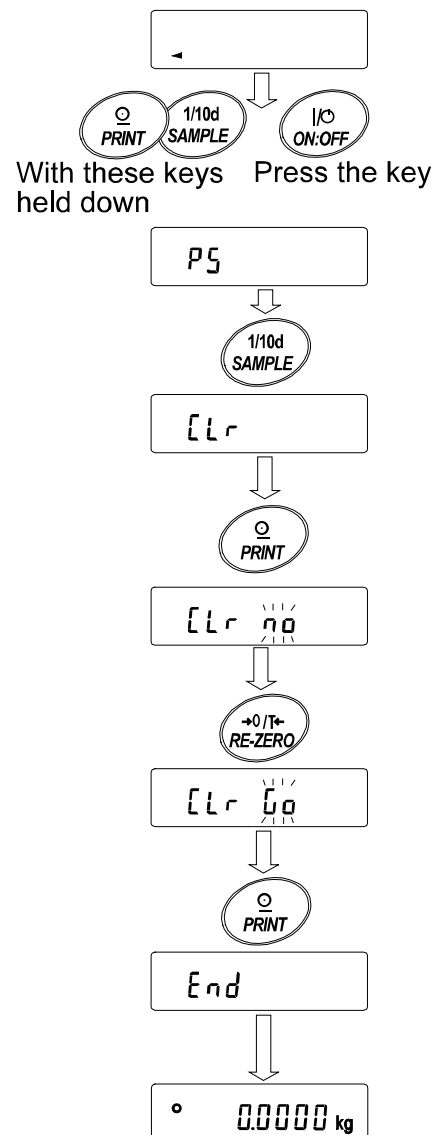 PRINT
1/10d
SAMPLE
ON:OFF
With these keys
held down
Press the key
PS
1/10d
SAMPLE
CLr
PRINT
CLr no
→0/T←
RE-ZERO
CLr Go
PRINT
End
0.0000 kg